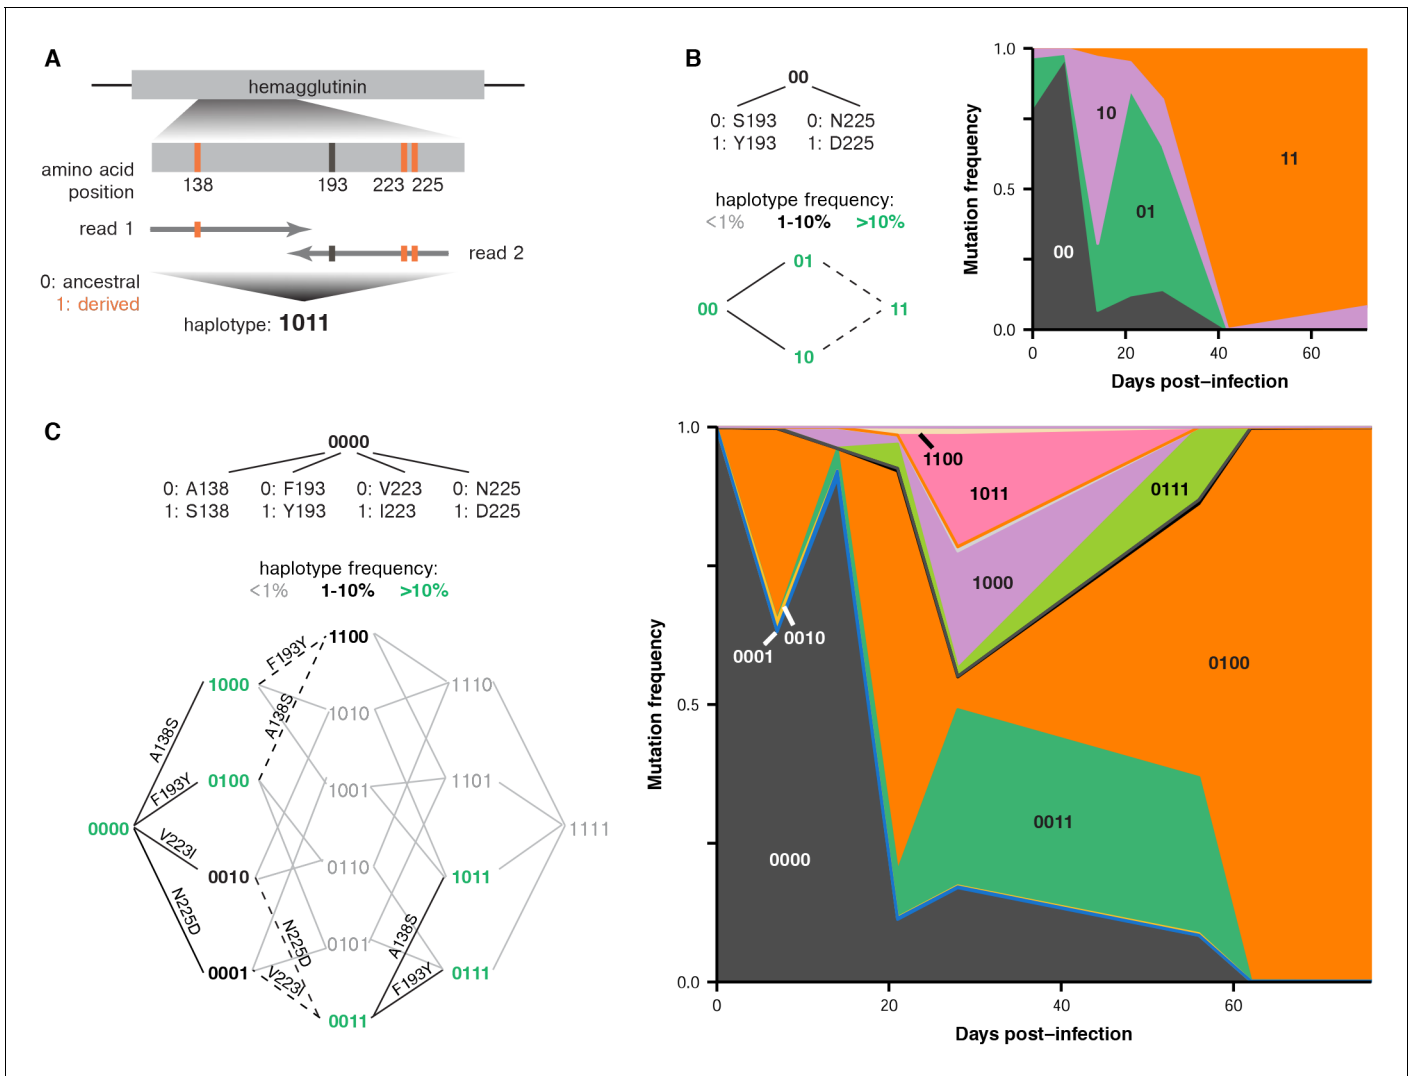 A
hemagglutinin
amino acid
position
138
193
223
225
read 1
read 2
0: ancestral
1: derived
haplotype: 1011
B
00
0: S193 0: N225
1: Y193 1: D225
haplotype frequency:
<1% 1-10% >10%
01
00
11
10
Mutation frequency
1.0
0.5
0.0
10
11
01
00
0 20 40 60
Days post–infection
C
0000
0: A138 0: F193 0: V223 0: N225
1: S138 1: Y193 1: I223 1: D225
haplotype frequency:
<1% 1-10% >10%
1100
F193Y
1000
1110
A138S
1010
A138S
0100
1101
F193Y
1001
0000
1111
V223I
0110
0010
1011
N225D
N225D
0101
A138S
0001
V223I
F193Y
0111
0011
Mutation frequency
1.0
0.5
0.0
1100
1011
0111
1000
0010
0001
0100
0011
0000
0 20 40 60
Days post–infection